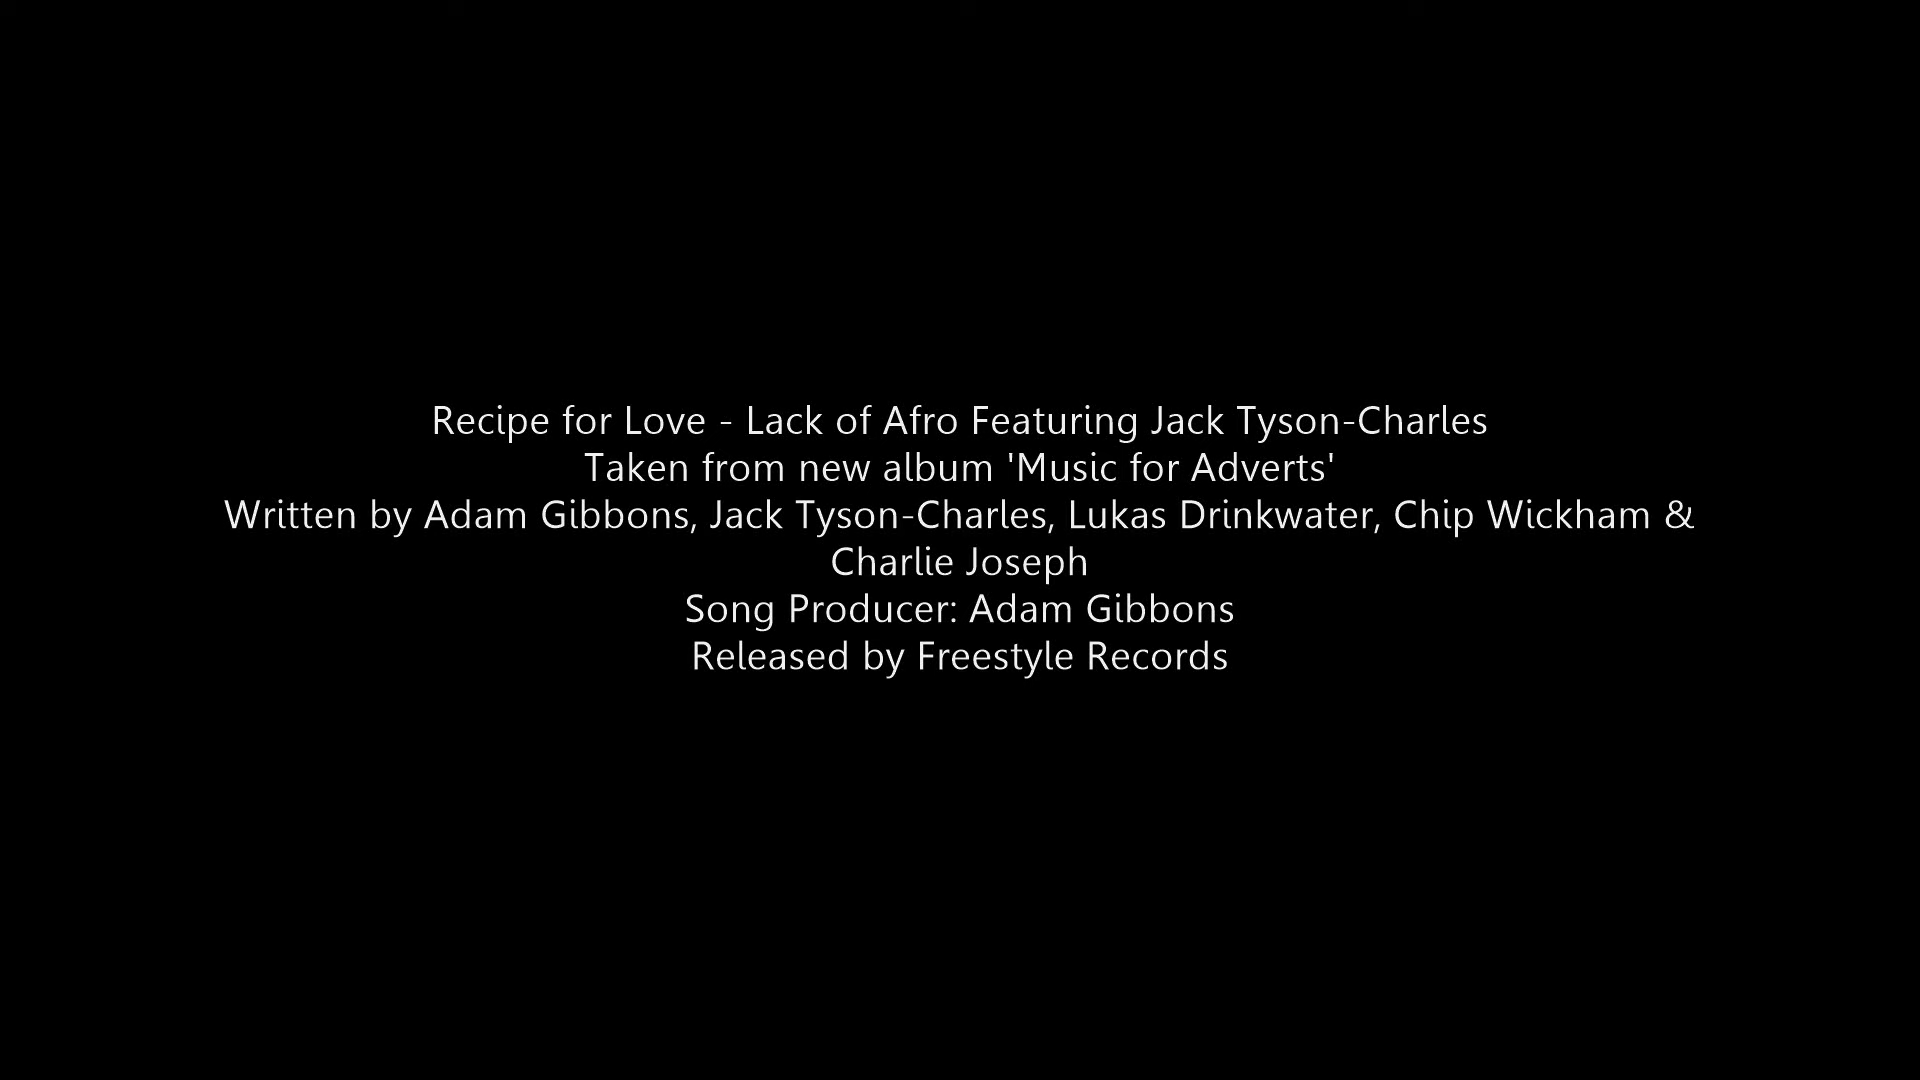 Recipe for Love - Lack of Afro Featuring Jack Tyson-Charles
Taken from new album 'Music for Adverts'
Written by Adam Gibbons, Jack Tyson-Charles, Lukas Drinkwater, Chip Wickham &
Charlie Joseph
Song Producer: Adam Gibbons
Released by Freestyle Records